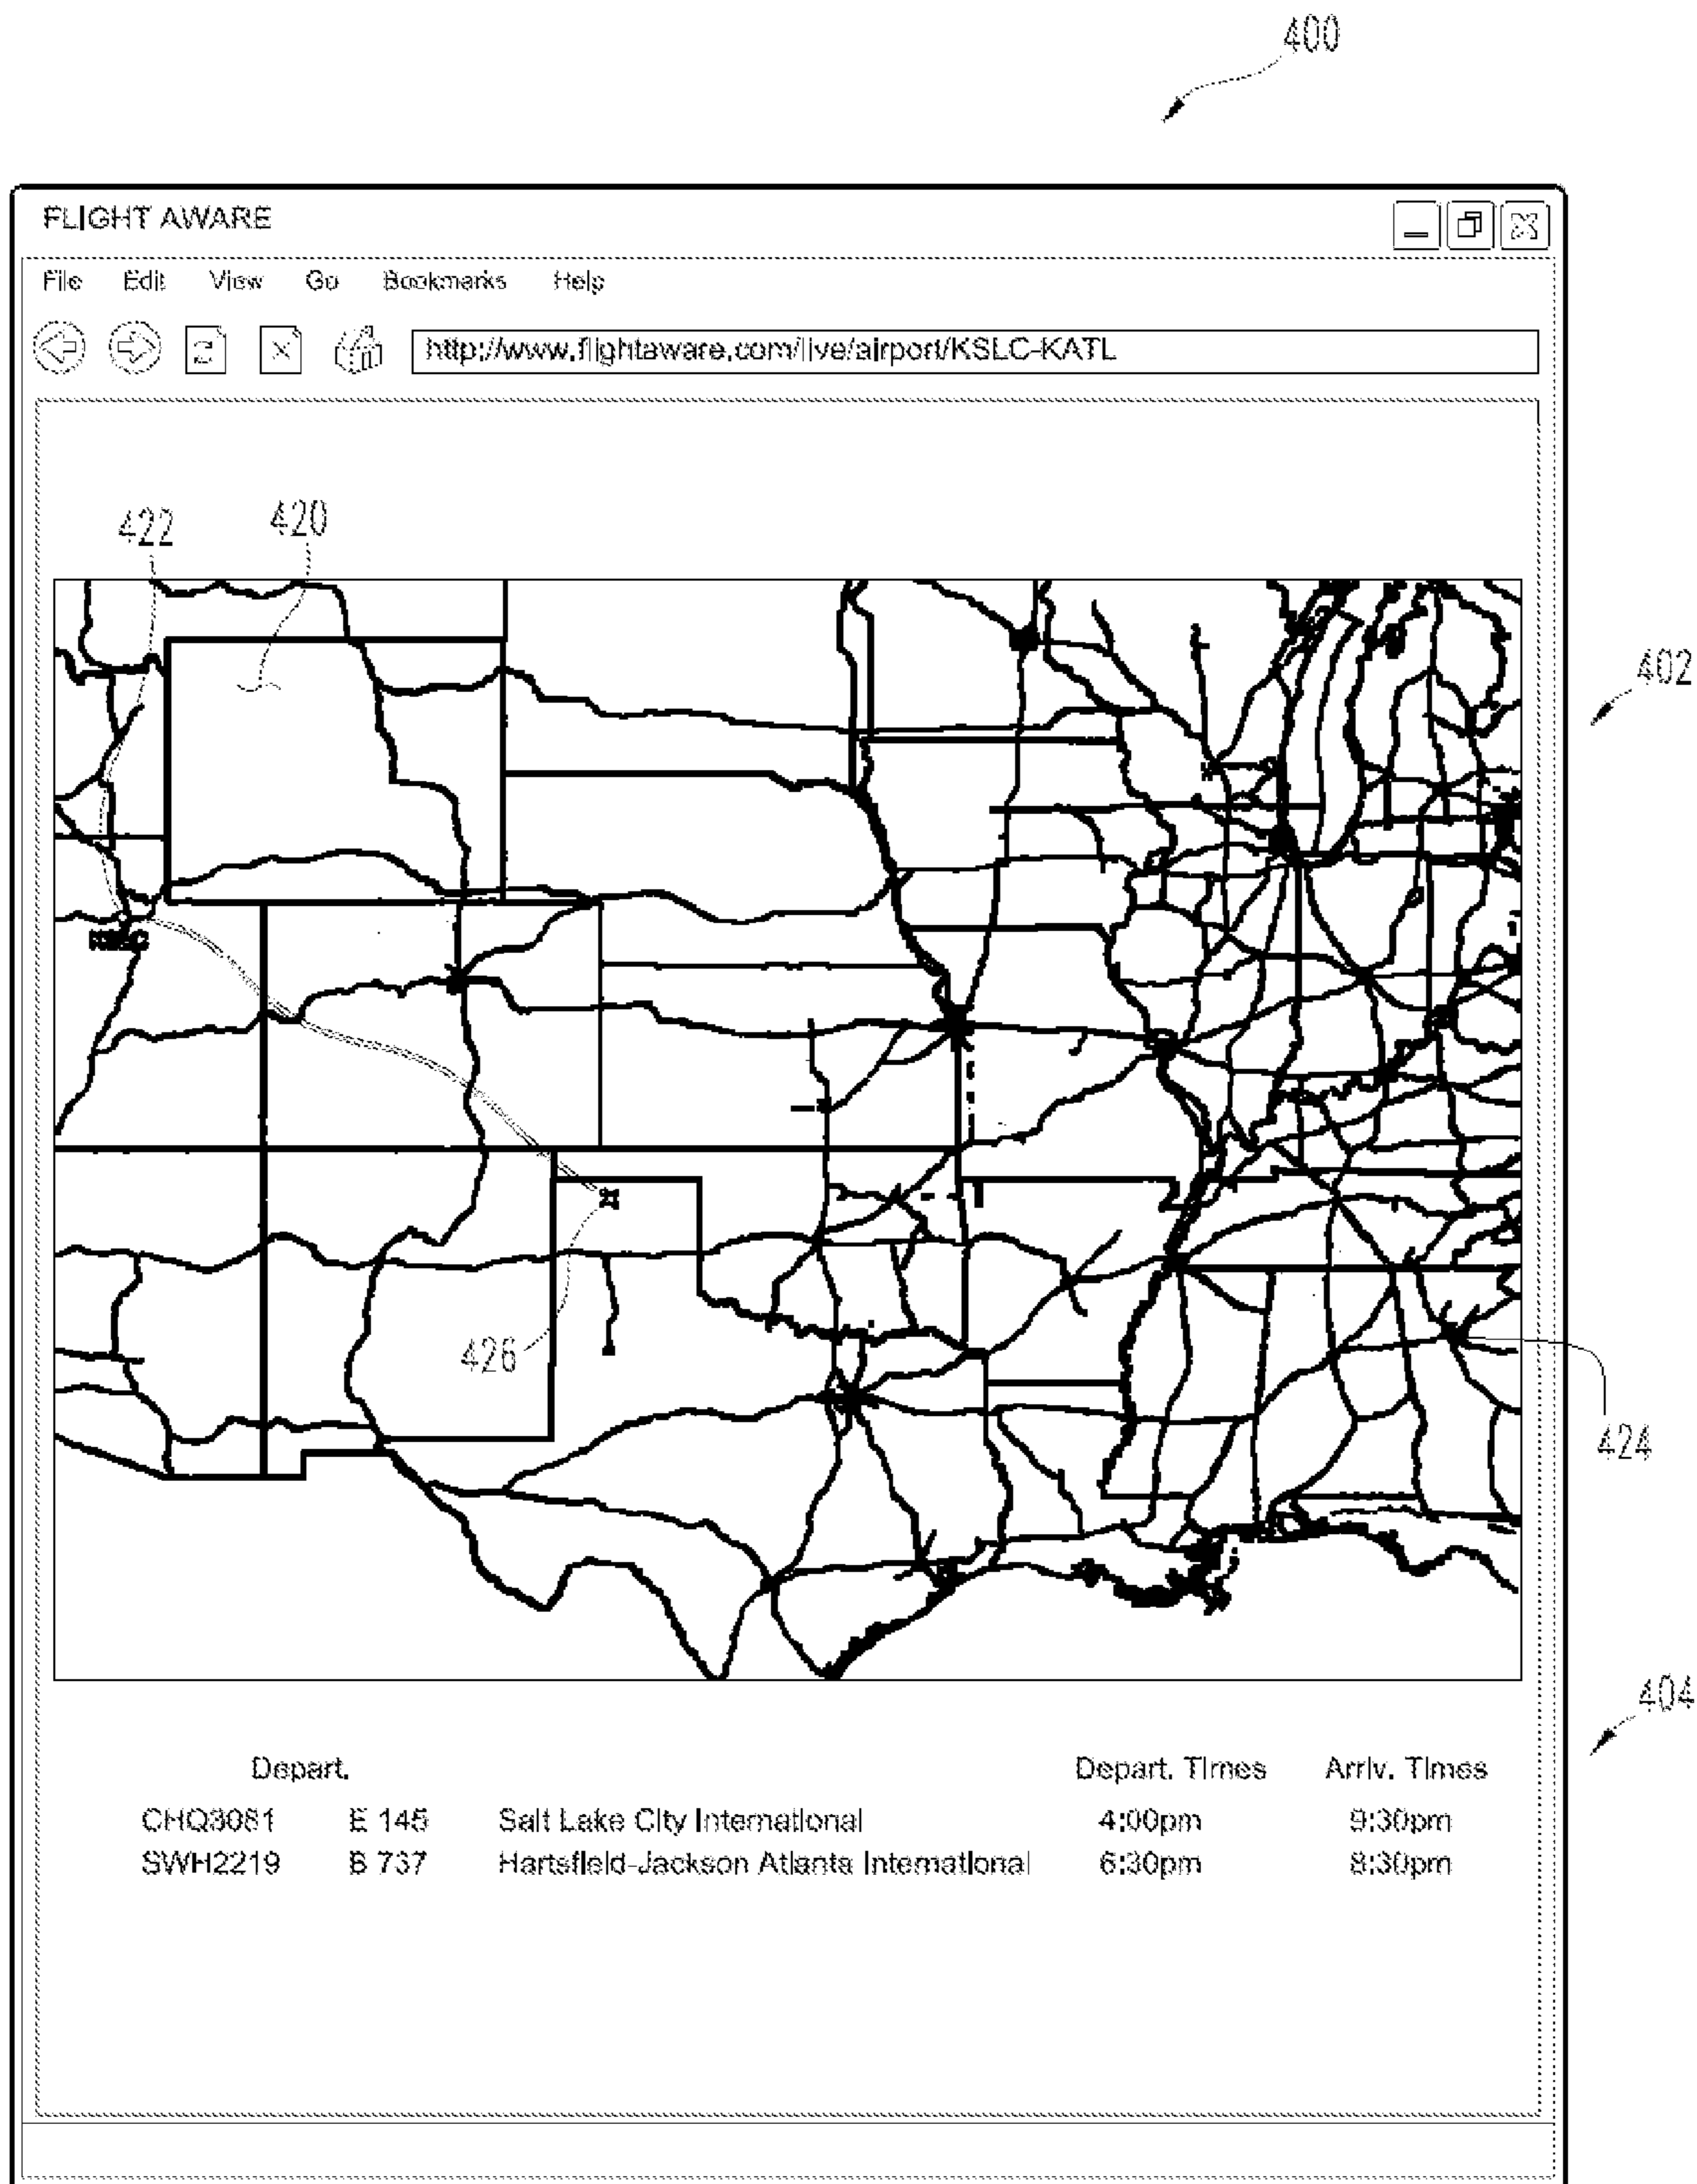 400
FLIGHT AWARE
File Edit View Go Bookmarks Help
http://www.flightaware.com/live/airport/KSLC-KATL
422 420
402
KSLC
426
424
404
Depart. Depart. Times Arriv. Times
CHQ3081 E 145 Salt Lake City International 4:00pm 9:30pm
SWH2219 B 737 Hartsfield-Jackson Atlanta International 6:30pm 8:30pm